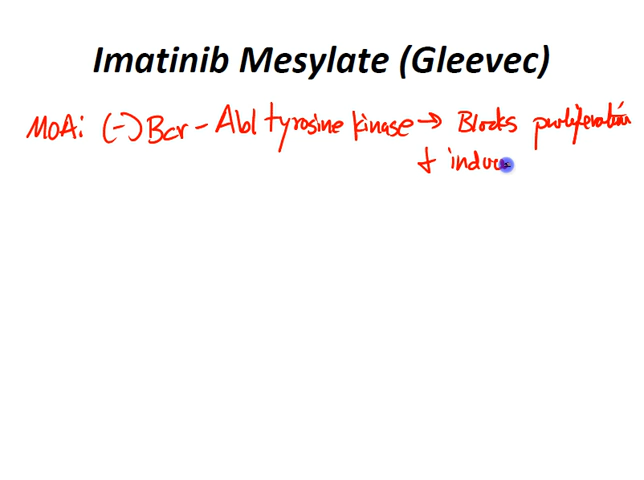 Imatinib Mesylate (Gleevec)
MOA: (-) Bcr-Abl tyrosine kinase → Blocks proliferation
+ induc